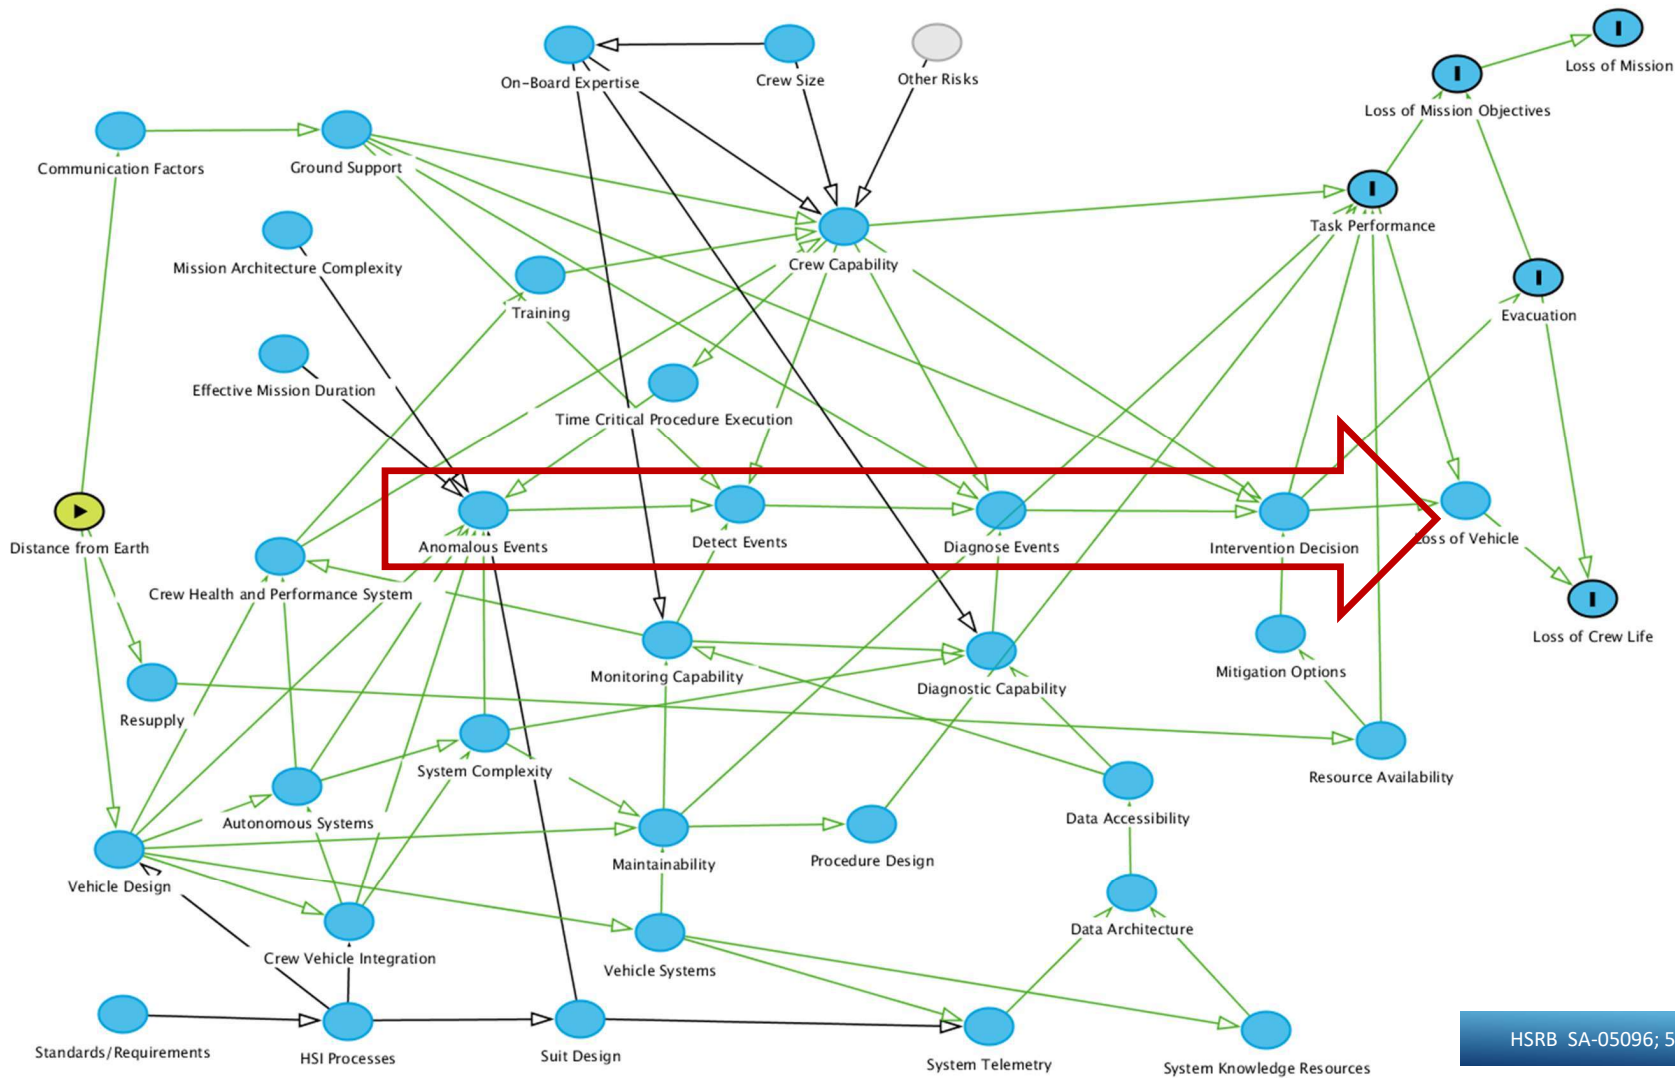 On-Board Expertise
Crew Size
Other Risks
Loss of Mission
Loss of Mission Objectives
Communication Factors
Ground Support
Task Performance
Mission Architecture Complexity
Crew Capability
Training
Evacuation
Effective Mission Duration
Time Critical Procedure Execution
Distance from Earth
Anomalous Events
Detect Events
Diagnose Events
Intervention Decision
Loss of Vehicle
Crew Health and Performance System
Loss of Crew Life
Monitoring Capability
Diagnostic Capability
Mitigation Options
Resupply
System Complexity
Resource Availability
Autonomous Systems
Data Accessibility
Vehicle Design
Maintainability
Procedure Design
Data Architecture
Crew Vehicle Integration
Vehicle Systems
Standards/Requirements
HSI Processes
Suit Design
System Telemetry
System Knowledge Resources
HSRB SA-05096; 5